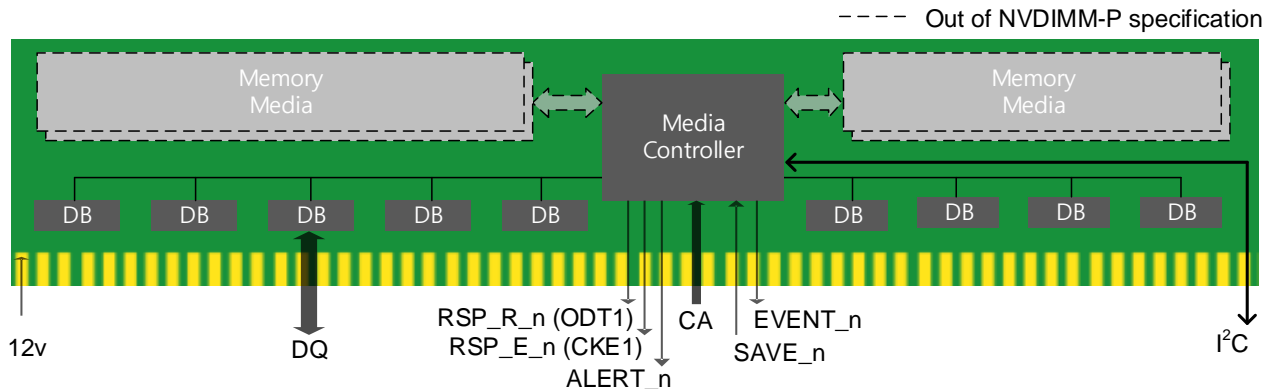 Out of NVDIMM-P specification
Memory
Media
Media
Controller
Memory
Media
DB
DB
DB
DB
DB
DB
DB
DB
DB
12v
DQ
RSP_R_n (ODT1)
RSP_E_n (CKE1)
ALERT_n
CA
SAVE_n
EVENT_n
I²C